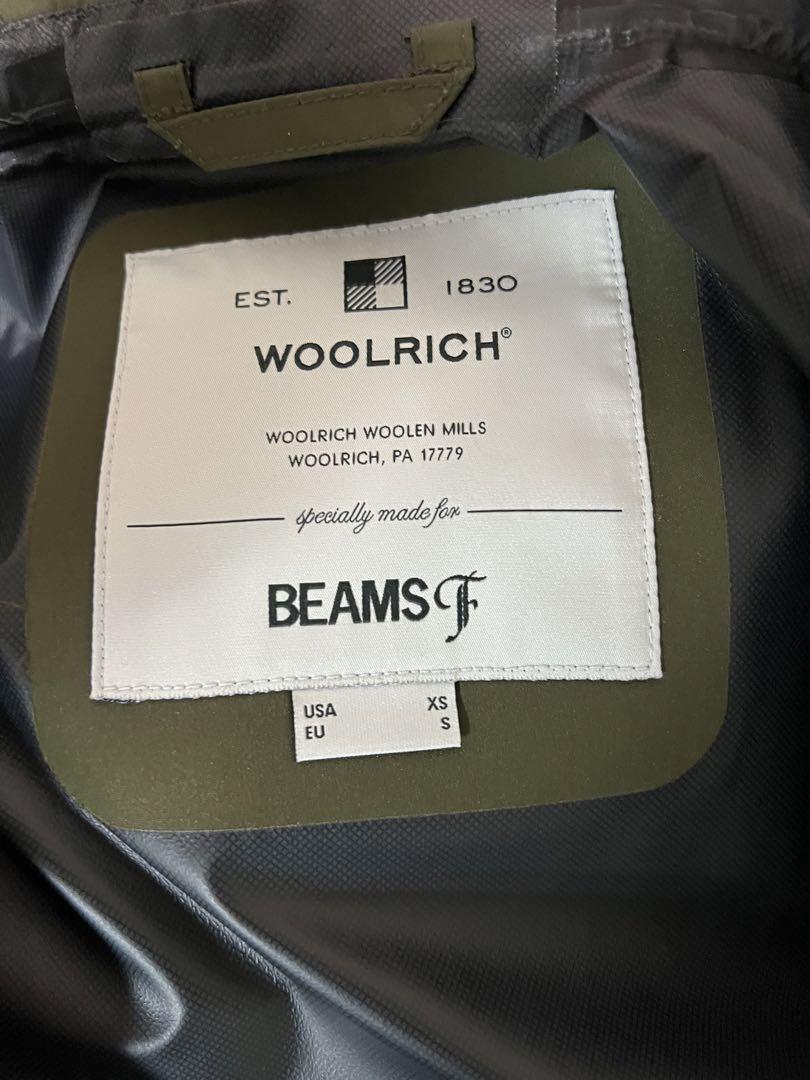 EST. 1830
WOOLRICH®
WOOLRICH WOOLEN MILLS
WOOLRICH, PA 17779
specially made for
BEAMS F
USA XS
EU S